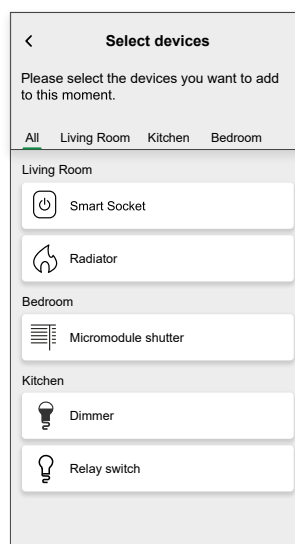 Select devices
Please select the devices you want to add
to this moment.
All Living Room Kitchen Bedroom
Living Room
Smart Socket
Radiator
Bedroom
Micromodule shutter
Kitchen
Dimmer
Relay switch